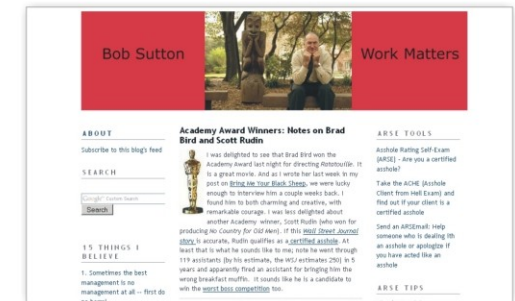 Bob Sutton
Work Matters
ABOUT
Subscribe to this blog's feed
SEARCH
Search
15 THINGS I
BELIEVE
1. Sometimes the best
management is no
management at all -- first do
no harm!
Academy Award Winners: Notes on Brad
Bird and Scott Rudin
I was delighted to see that Brad Bird won the
Academy Award last night for directing Ratatouille. It
is a great movie. And as I wrote her last week in my
post on Bring Me Your Black Sheep, we were lucky
enough to interview him a couple weeks back. I
found him to both charming and creative, with
remarkable courage. I was less delighted about
another Academy winner, Scott Rudin (who won for
producing No Country for Old Men). If this Wall Street Journal
story is accurate, Rudin qualifies as a certified asshole. At
least that is what he sounds like to me; note he went through
119 assistants (by his estimate, the WSJ estimates 250) in 5
years and apparently fired an assistant for bringing him the
wrong breakfast muffin. It sounds like he is a candidate to
win the worst boss competition too.
ARSE TOOLS
Asshole Rating Self-Exam
(ARSE) - Are you a certified
asshole?
Take the ACHE (Asshole
Client from Hell Exam) and
find out if your client is a
certified asshole
Send an ARSEmail: Help
someone who is dealing ith
an asshole or apologize if
you have acted like an
asshole
ARSE TIPS